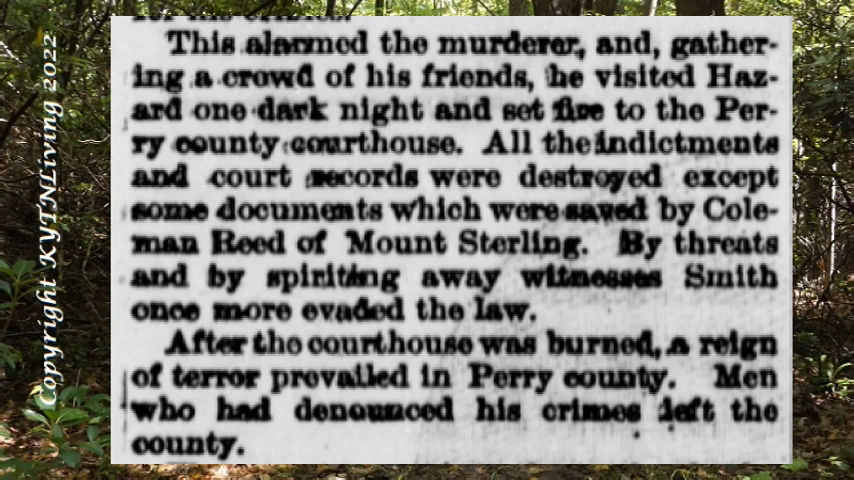 for his crimes.
This alarmed the murderer, and, gather-
ing a crowd of his friends, he visited Haz-
ard one dark night and set fire to the Per-
ry county courthouse. All the indictments
and court records were destroyed except
some documents which were saved by Cole-
man Reed of Mount Sterling. By threats
and by spiriting away witnesses Smith
once more evaded the law.
After the courthouse was burned, a reign
of terror prevailed in Perry county. Men
who had denounced his crimes left the
county.
Copyright KYTNLiving 2022